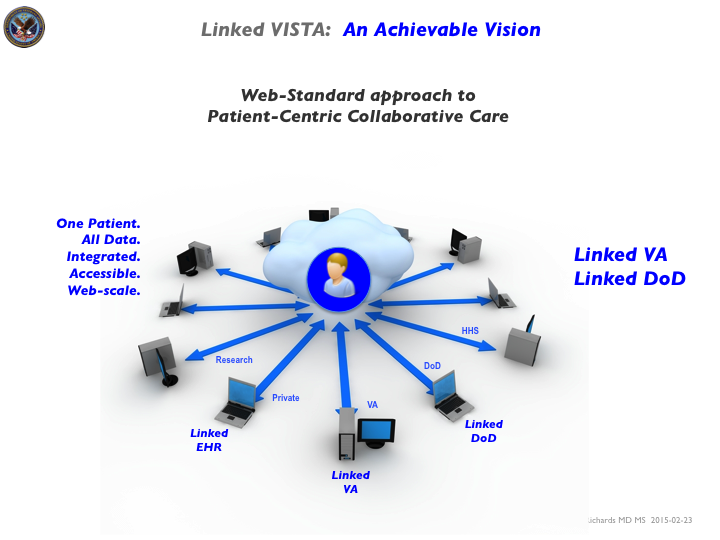 Linked VISTA: An Achievable Vision
Web-Standard approach to
Patient-Centric Collaborative Care
One Patient.
All Data.
Integrated.
Accessible.
Web-scale.
Linked VA
Linked DoD
HHS
Research
DoD
Private
VA
Linked
EHR
Linked
DoD
Linked
VA
MD MS 2015-02-23